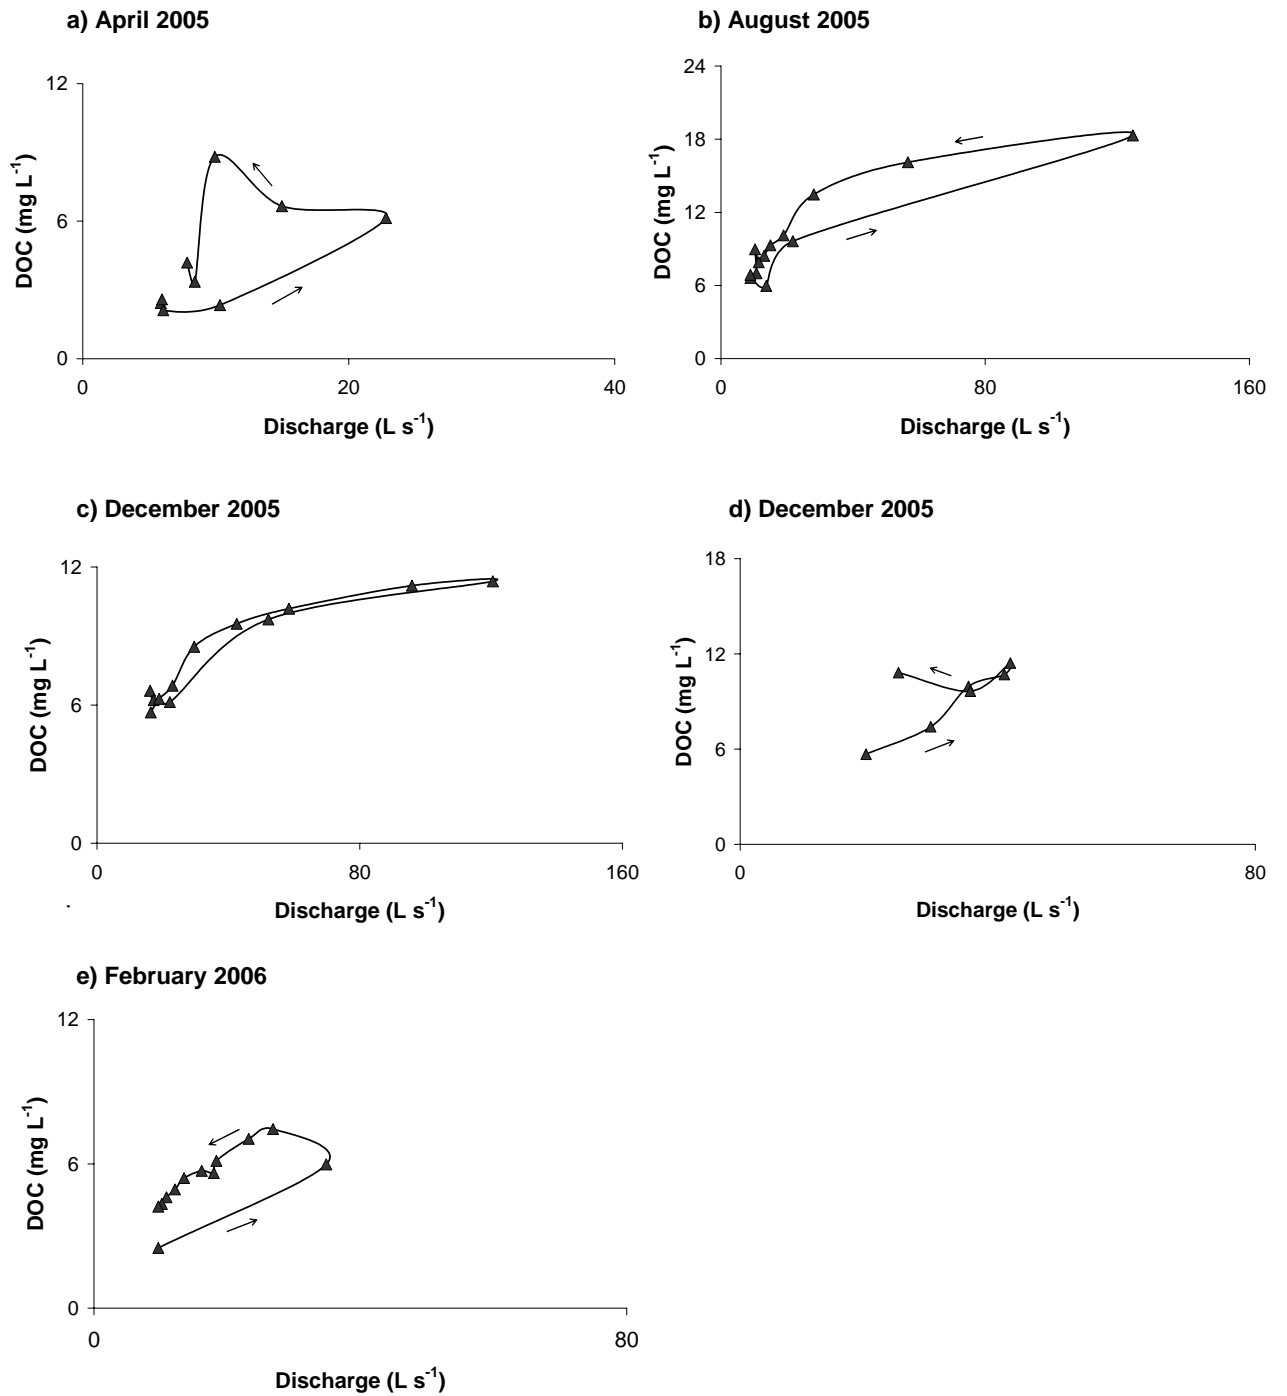 a) April 2005
12
6
0
0
20
40
DOC (mg L⁻¹)
Discharge (L s⁻¹)
b) August 2005
24
18
12
6
0
0
80
160
DOC (mg L⁻¹)
Discharge (L s⁻¹)
c) December 2005
12
6
0
0
80
160
DOC (mg L⁻¹)
Discharge (L s⁻¹)
d) December 2005
18
12
6
0
0
80
DOC (mg L⁻¹)
Discharge (L s⁻¹)
e) February 2006
12
6
0
0
80
DOC (mg L⁻¹)
Discharge (L s⁻¹)